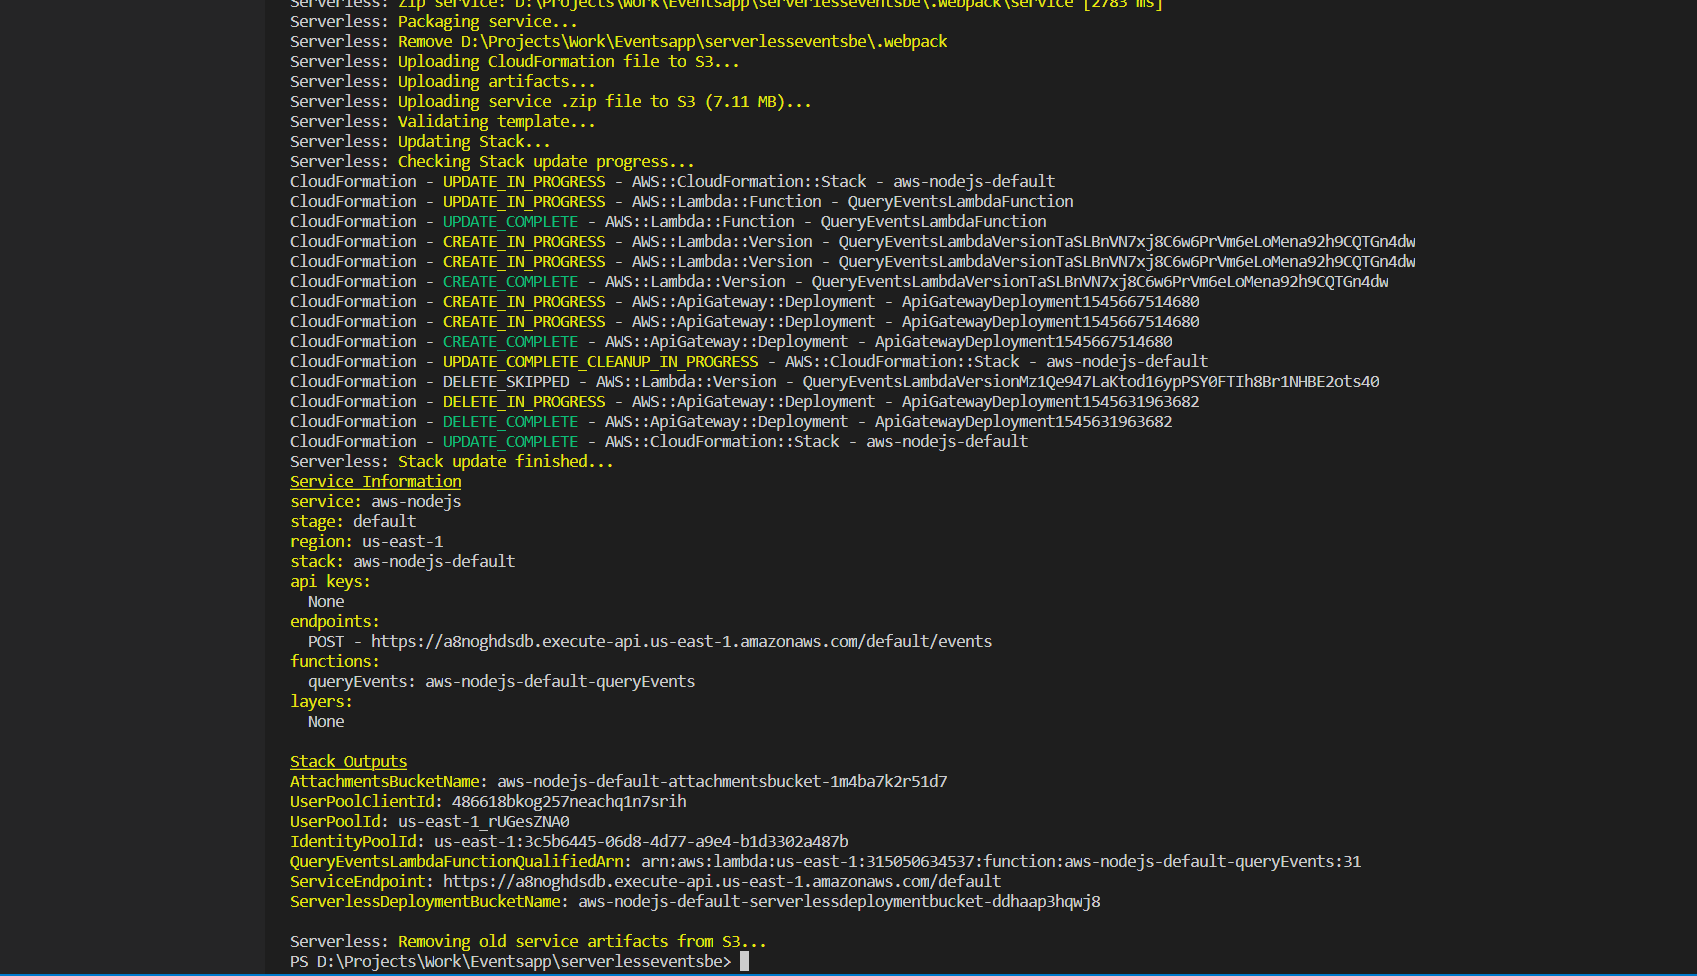 Serverless: Zip service: D:\Projects\Work\Eventsapp\serverlesseventsbe\.webpack\service [2783 ms]
Serverless: Packaging service...
Serverless: Remove D:\Projects\Work\Eventsapp\serverlesseventsbe\.webpack
Serverless: Uploading CloudFormation file to S3...
Serverless: Uploading artifacts...
Serverless: Uploading service .zip file to S3 (7.11 MB)...
Serverless: Validating template...
Serverless: Updating Stack...
Serverless: Checking Stack update progress...
CloudFormation - UPDATE_IN_PROGRESS - AWS::CloudFormation::Stack - aws-nodejs-default
CloudFormation - UPDATE_IN_PROGRESS - AWS::Lambda::Function - QueryEventsLambdaFunction
CloudFormation - UPDATE_COMPLETE - AWS::Lambda::Function - QueryEventsLambdaFunction
CloudFormation - CREATE_IN_PROGRESS - AWS::Lambda::Version - QueryEventsLambdaVersionTaSLBnVN7xj8C6w6PrVm6eLoMena92h9CQTGn4dw
CloudFormation - CREATE_IN_PROGRESS - AWS::Lambda::Version - QueryEventsLambdaVersionTaSLBnVN7xj8C6w6PrVm6eLoMena92h9CQTGn4dw
CloudFormation - CREATE_COMPLETE - AWS::Lambda::Version - QueryEventsLambdaVersionTaSLBnVN7xj8C6w6PrVm6eLoMena92h9CQTGn4dw
CloudFormation - CREATE_IN_PROGRESS - AWS::ApiGateway::Deployment - ApiGatewayDeployment1545667514680
CloudFormation - CREATE_IN_PROGRESS - AWS::ApiGateway::Deployment - ApiGatewayDeployment1545667514680
CloudFormation - CREATE_COMPLETE - AWS::ApiGateway::Deployment - ApiGatewayDeployment1545667514680
CloudFormation - UPDATE_COMPLETE_CLEANUP_IN_PROGRESS - AWS::CloudFormation::Stack - aws-nodejs-default
CloudFormation - DELETE_SKIPPED - AWS::Lambda::Version - QueryEventsLambdaVersionMz1Qe947LaKtod16ypPSY0FTIh8Br1NHBE2ots40
CloudFormation - DELETE_IN_PROGRESS - AWS::ApiGateway::Deployment - ApiGatewayDeployment1545631963682
CloudFormation - DELETE_COMPLETE - AWS::ApiGateway::Deployment - ApiGatewayDeployment1545631963682
CloudFormation - UPDATE_COMPLETE - AWS::CloudFormation::Stack - aws-nodejs-default
Serverless: Stack update finished...
Service Information
service: aws-nodejs
stage: default
region: us-east-1
stack: aws-nodejs-default
api keys:
None
endpoints:
POST - https://a8noghdsdb.execute-api.us-east-1.amazonaws.com/default/events
functions:
queryEvents: aws-nodejs-default-queryEvents
layers:
None
Stack Outputs
AttachmentsBucketName: aws-nodejs-default-attachmentsbucket-1m4ba7k2r51d7
UserPoolClientId: 486618bkog257neachq1n7srih
UserPoolId: us-east-1_rUGesZNA0
IdentityPoolId: us-east-1:3c5b6445-06d8-4d77-a9e4-b1d3302a487b
QueryEventsLambdaFunctionQualifiedArn: arn:aws:lambda:us-east-1:315050634537:function:aws-nodejs-default-queryEvents:31
ServiceEndpoint: https://a8noghdsdb.execute-api.us-east-1.amazonaws.com/default
ServerlessDeploymentBucketName: aws-nodejs-default-serverlessdeploymentbucket-ddhaap3hqwj8
Serverless: Removing old service artifacts from S3...
PS D:\Projects\Work\Eventsapp\serverlesseventsbe>